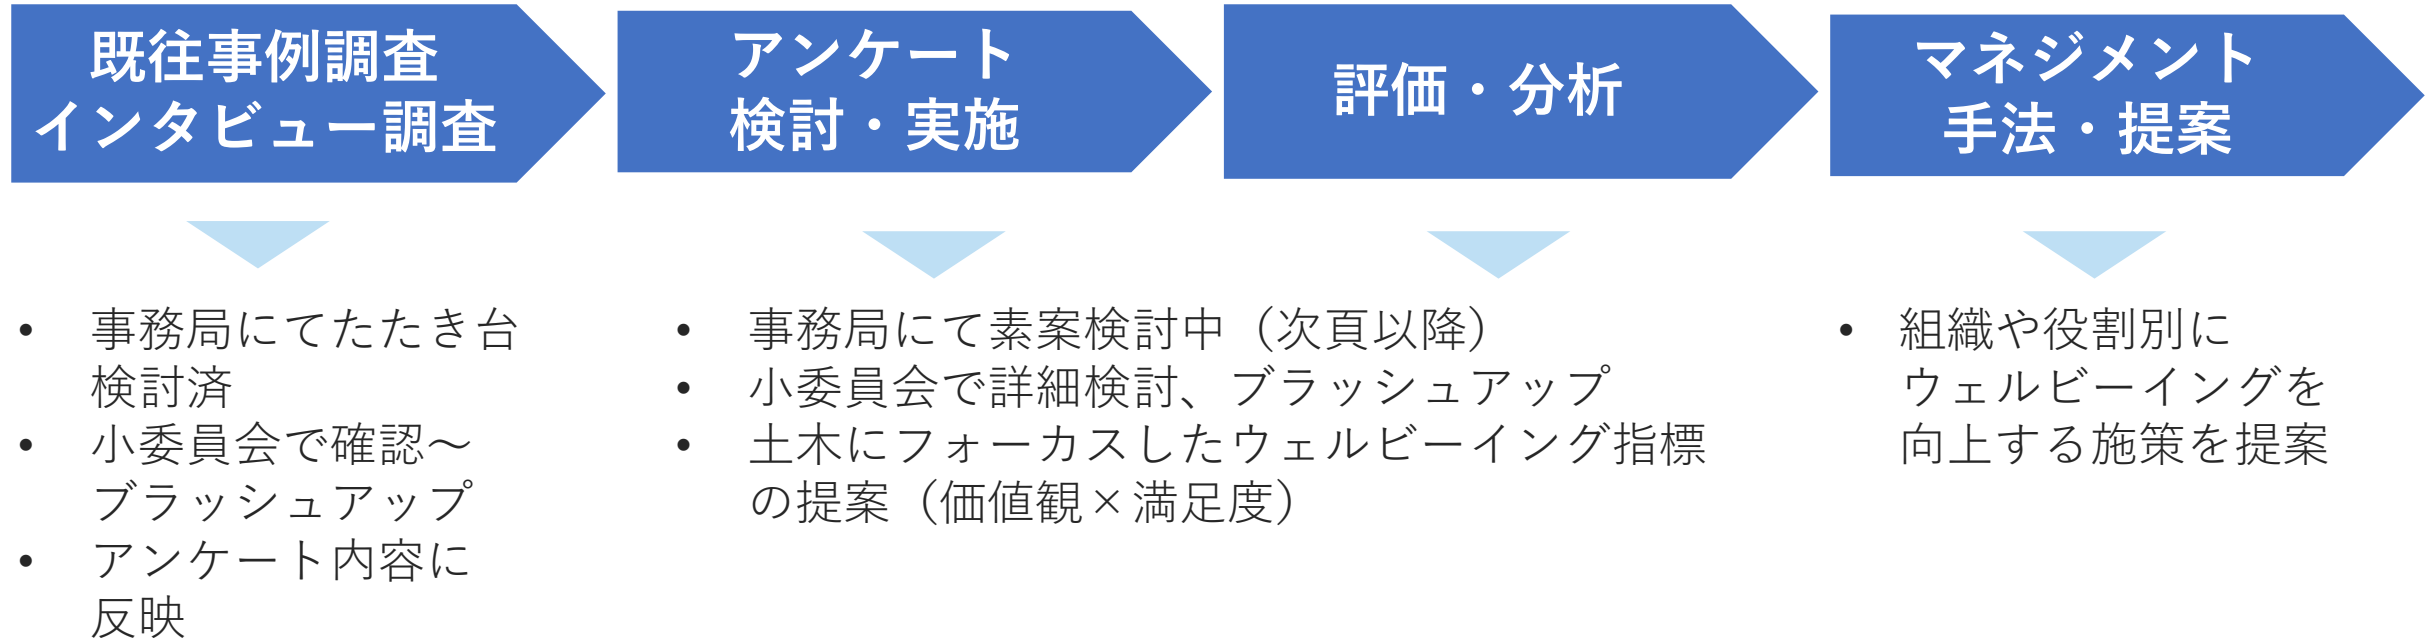 既往事例調査
インタビュー調査
アンケート
検討・実施
評価・分析
マネジメント
手法・提案
• 事務局にてたたき台
検討済
• 小委員会で確認～
ブラッシュアップ
• アンケート内容に
反映
• 事務局にて素案検討中（次頁以降）
• 小委員会で詳細検討、ブラッシュアップ
• 土木にフォーカスしたウェルビーイング指標
の提案（価値観×満足度）
• 組織や役割別に
ウェルビーイングを
向上する施策を提案